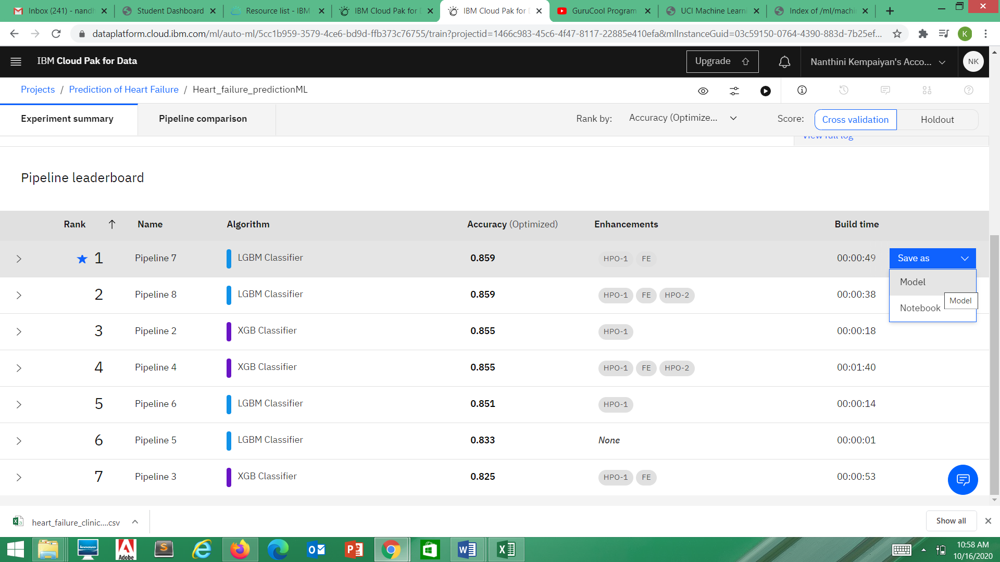 Inbox (241) - nandh
Student Dashboard
Resource list - IBM
IBM Cloud Pak for D
IBM Cloud Pak for D
GuruCool Program
UCI Machine Learni
Index of /ml/machi
dataplatform.cloud.ibm.com/ml/auto-ml/5cc1b959-3579-4ce6-bd9d-ffb373c76755/train?projectid=1466c983-45c6-4f47-8117-22885e410efa&mlInstanceGuid=03c59150-0764-4390-883d-7b25ef...
K
IBM Cloud Pak for Data
Upgrade
Nanthini Kempaiyan's Acco...
NK
Projects / Prediction of Heart Failure / Heart_failure_predictionML
Experiment summary
Pipeline comparison
Rank by: Accuracy (Optimize...
Score: Cross validation Holdout
View full log
Pipeline leaderboard
Rank Name Algorithm Accuracy (Optimized) Enhancements Build time
1 Pipeline 7 LGBM Classifier 0.859 HPO-1 FE 00:00:49 Save as
Model
Model
Notebook
2 Pipeline 8 LGBM Classifier 0.859 HPO-1 FE HPO-2 00:00:38
3 Pipeline 2 XGB Classifier 0.855 HPO-1 00:00:18
4 Pipeline 4 XGB Classifier 0.855 HPO-1 FE HPO-2 00:01:40
5 Pipeline 6 LGBM Classifier 0.851 HPO-1 00:00:14
6 Pipeline 5 LGBM Classifier 0.833 None 00:00:01
7 Pipeline 3 XGB Classifier 0.825 HPO-1 FE 00:00:53
heart_failure_clinic....csv
Show all
lenovo
Adobe
10:58 AM
10/16/2020